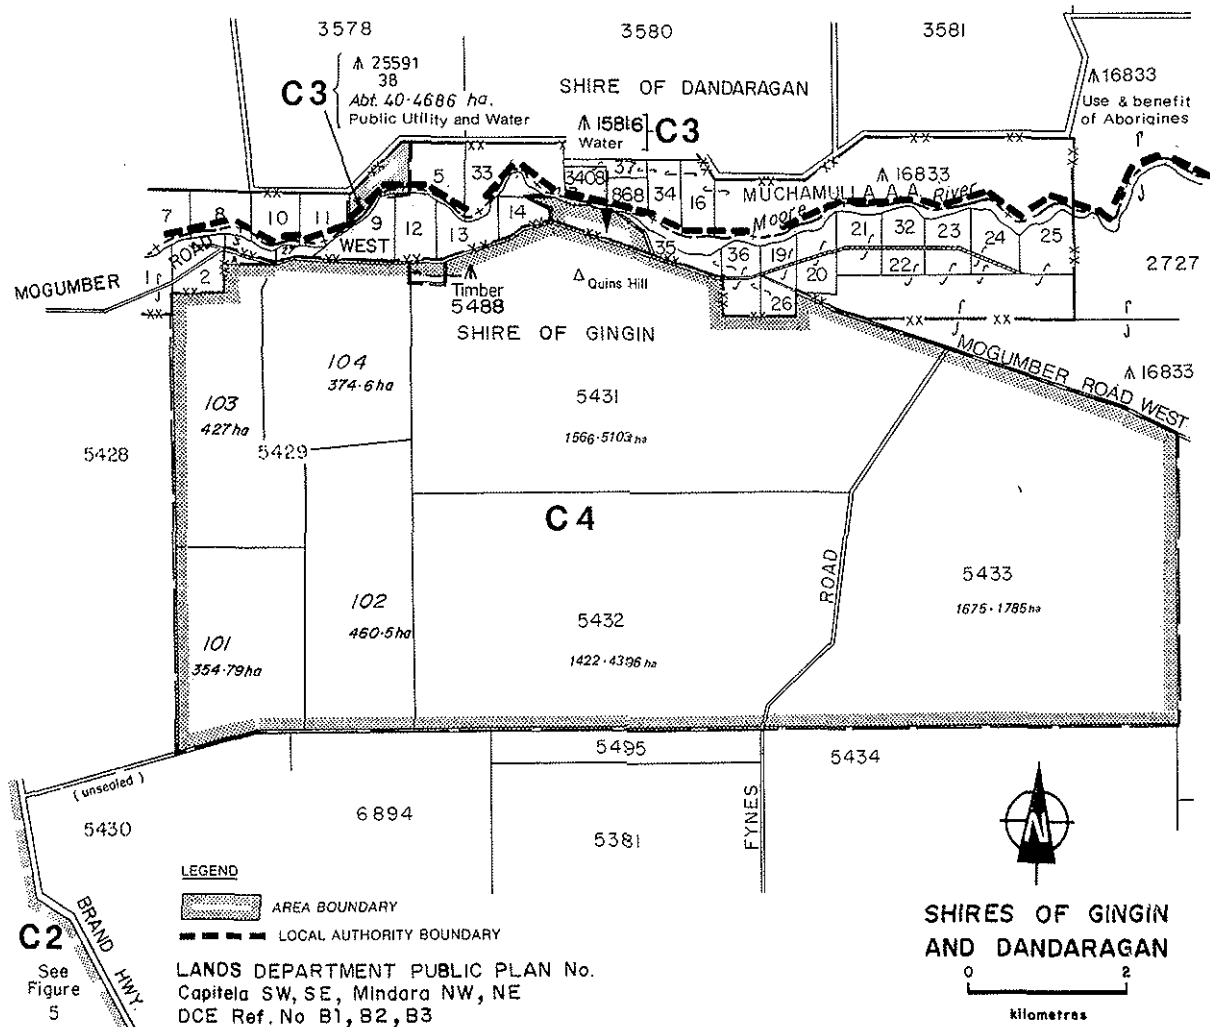 3578
3580
3581
⋔ 25591
3B
C3
Abt. 40·4686 ha.
Public Utility and Water
SHIRE OF DANDARAGAN
⋔ 15816
Water
C3
⋔ 16833
Use & benefit
of Aborigines
5
33
3408
37
868
34
16
⋔ 16833
MUCHAMULLA A.A.
Moore River
7
8
10
11
9
12
13
14
35
36
19
20
21
32
23
24
25
22
26
27
1
2
2727
MOGUMBER ROAD WEST
⋔
Timber
5488
△ Quins Hill
SHIRE OF GINGIN
MOGUMBER ROAD WEST
⋔ 16833
104
374·6 ha
103
427 ha
5431
1566·5103 ha
5428
5429
C4
102
460·5 ha
101
354·79 ha
5432
1422·4396 ha
ROAD
5433
1675·1785 ha
5495
5434
(unsealed)
5430
6894
5381
FYNES
N
LEGEND
AREA BOUNDARY
LOCAL AUTHORITY BOUNDARY
BRAND HWY.
C2
See
Figure
5
LANDS DEPARTMENT PUBLIC PLAN No.
Capitela SW, SE, Mindara NW, NE
DCE Ref. No B1, B2, B3
SHIRES OF GINGIN
AND DANDARAGAN
0 2
kilometres